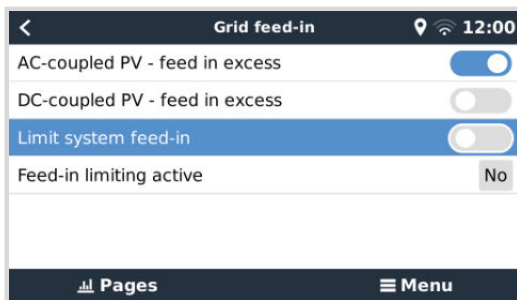 Grid feed-in 12:00
AC-coupled PV - feed in excess
DC-coupled PV - feed in excess
Limit system feed-in
Feed-in limiting active No
Pages Menu